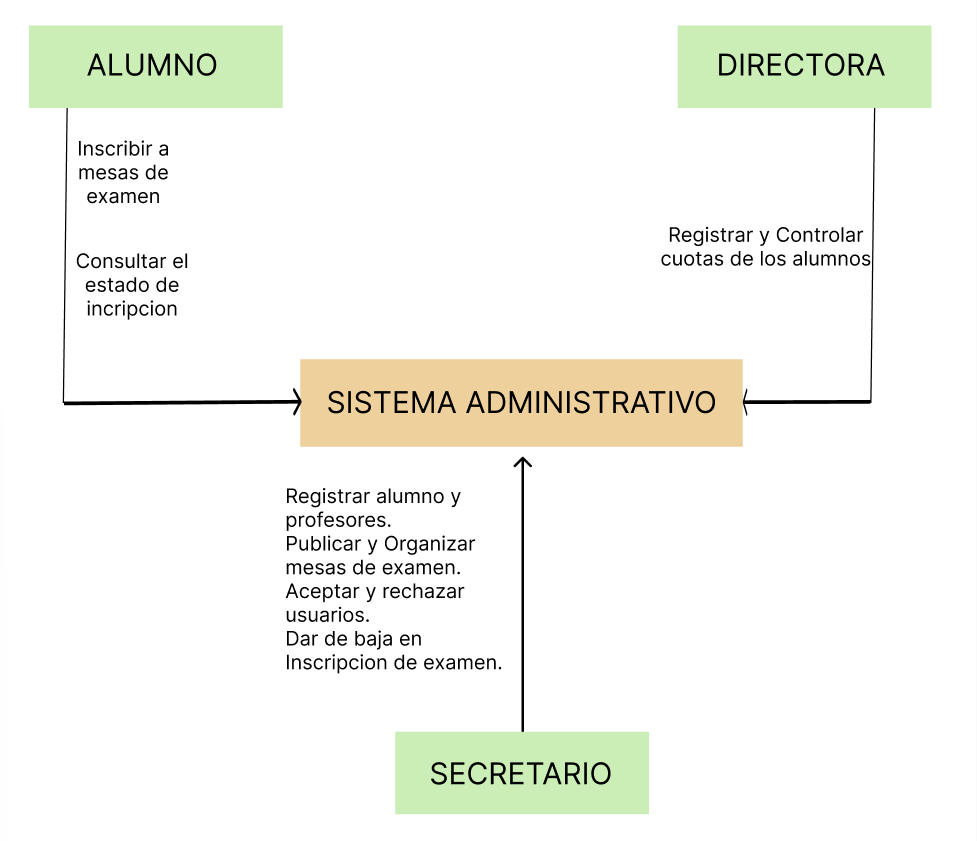 ALUMNO
DIRECTORA
Inscribir a
mesas de
examen
Consultar el
estado de
incripcion
Registrar y Controlar
cuotas de los alumnos
SISTEMA ADMINISTRATIVO
Registrar alumno y
profesores.
Publicar y Organizar
mesas de examen.
Aceptar y rechazar
usuarios.
Dar de baja en
Inscripcion de examen.
SECRETARIO